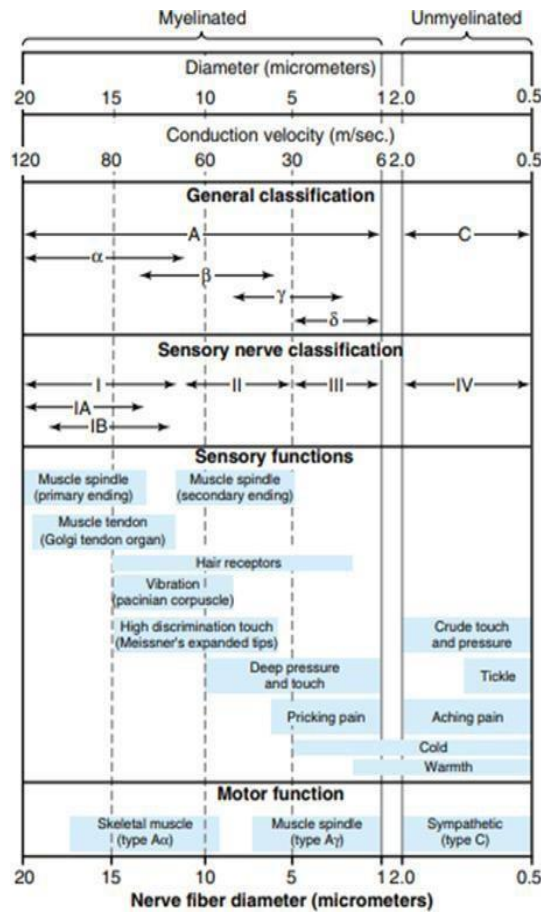 Myelinated Unmyelinated
Diameter (micrometers)
20 15 10 5 1 2.0 0.5
Conduction velocity (m/sec.)
120 80 60 30 6 2.0 0.5
General classification
A C
α
β
γ
δ
Sensory nerve classification
I II III IV
IA
IB
Sensory functions
Muscle spindle Muscle spindle
(primary ending) (secondary ending)
Muscle tendon
(Golgi tendon organ)
Hair receptors
Vibration
(pacinian corpuscle)
High discrimination touch Crude touch
(Meissner's expanded tips) and pressure
Deep pressure Tickle
and touch
Pricking pain Aching pain
Cold
Warmth
Motor function
Skeletal muscle Muscle spindle Sympathetic
(type Aα) (type Aγ) (type C)
20 15 10 5 1 2.0 0.5
Nerve fiber diameter (micrometers)